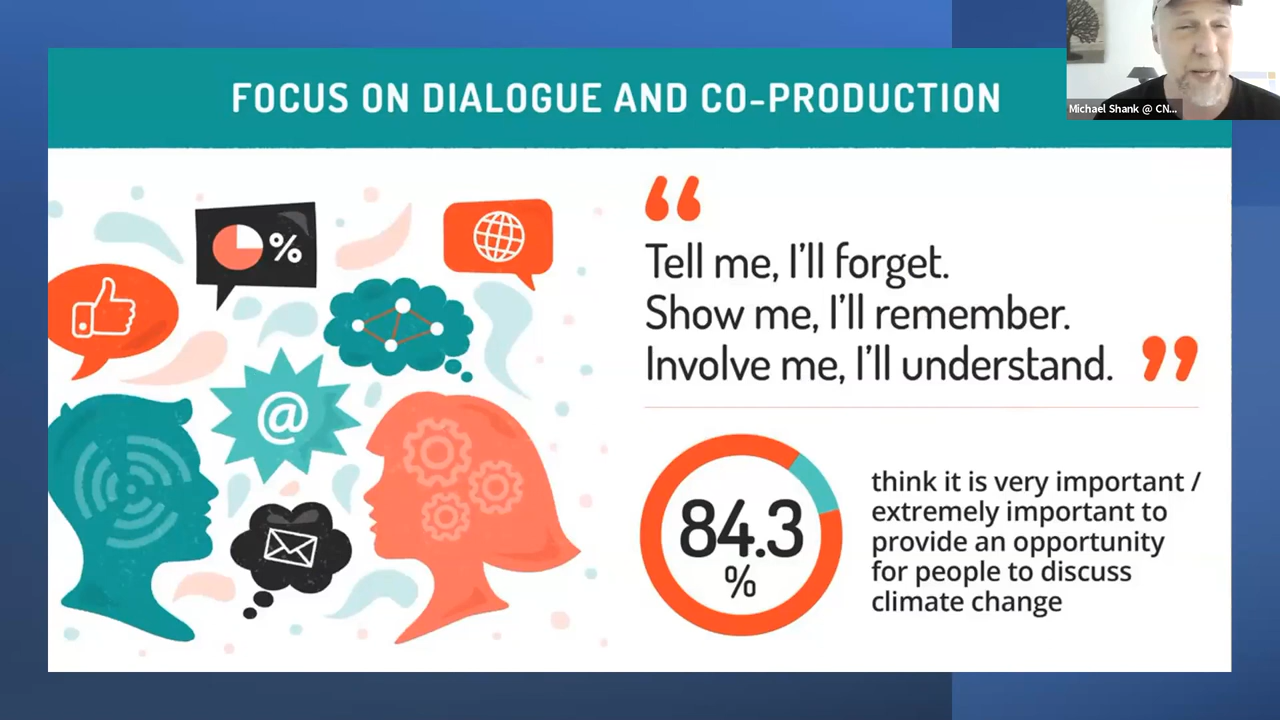 FOCUS ON DIALOGUE AND CO-PRODUCTION
Michael Shank @ CN...
%
@
“
Tell me, I’ll forget.
Show me, I’ll remember.
Involve me, I’ll understand. ”
84.3
%
think it is very important /
extremely important to
provide an opportunity
for people to discuss
climate change